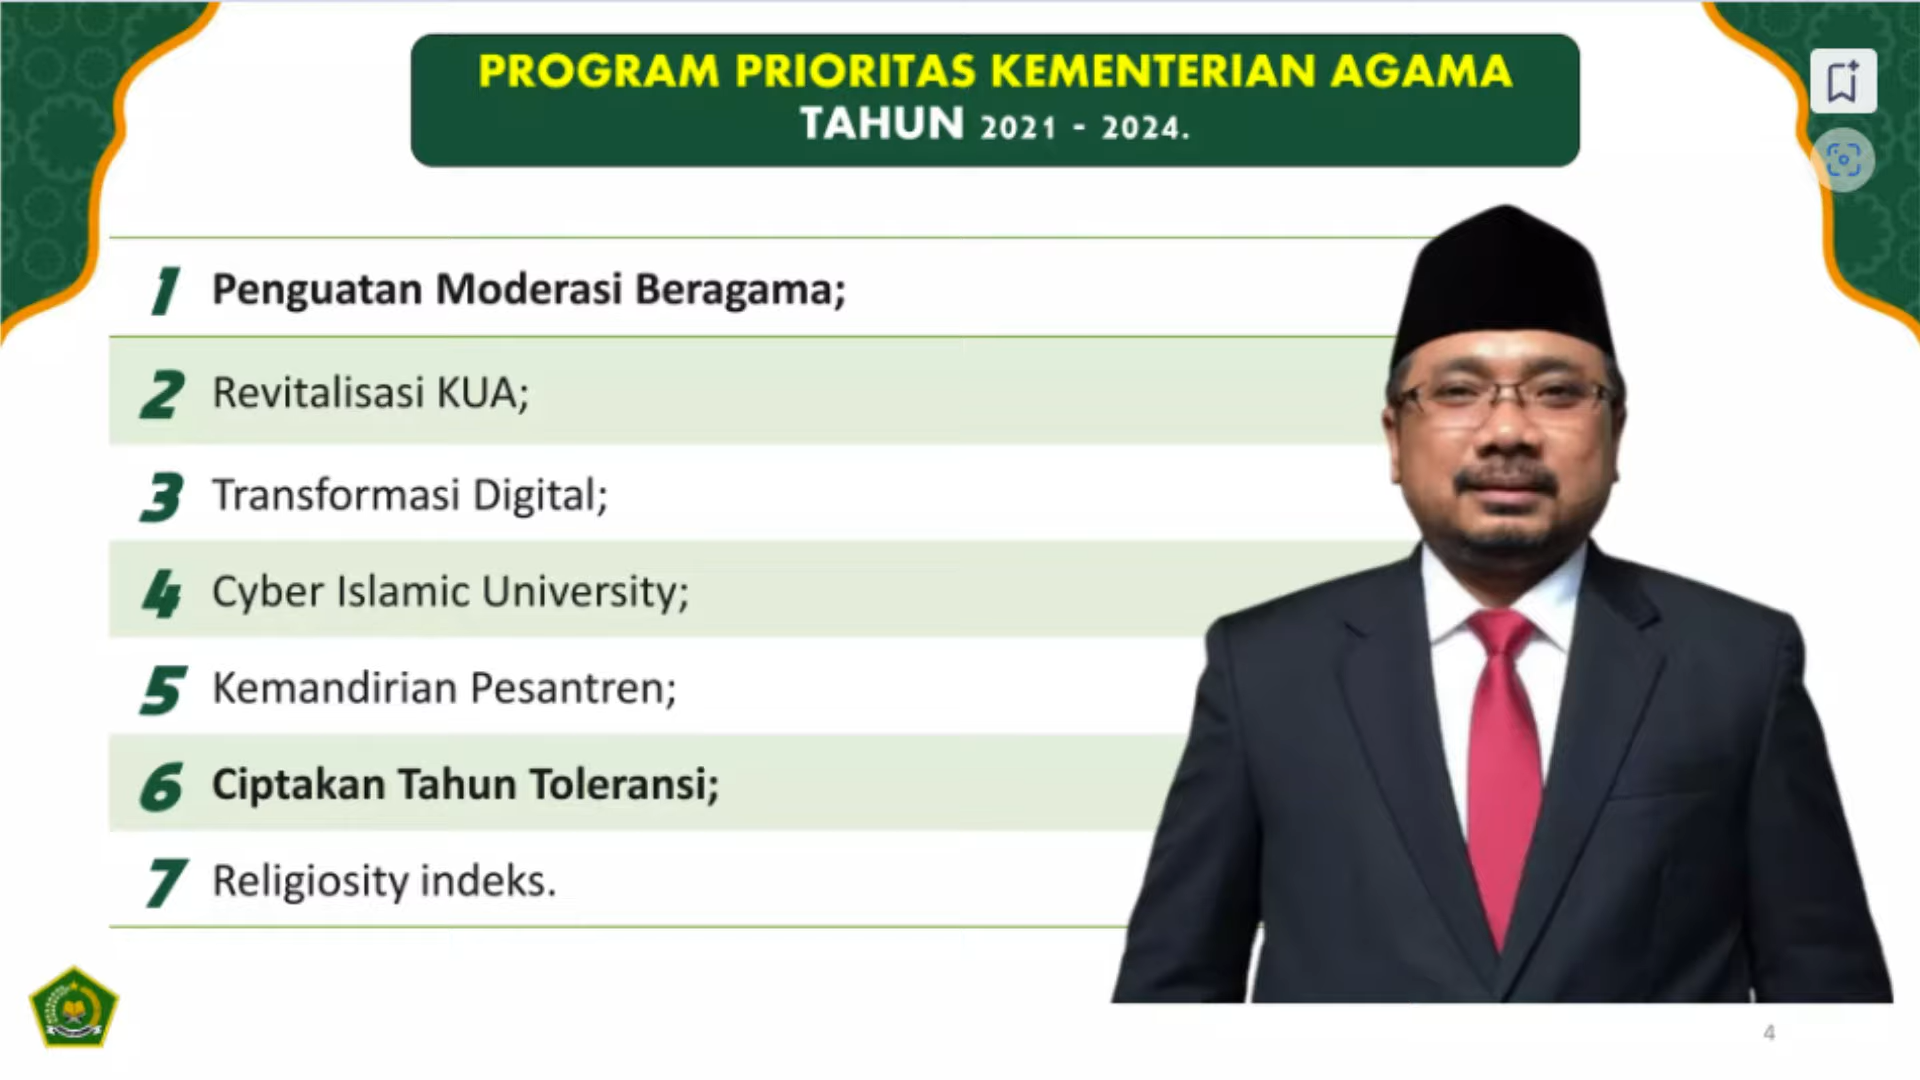 PROGRAM PRIORITAS KEMENTERIAN AGAMA
TAHUN 2021 - 2024.
1 Penguatan Moderasi Beragama;
2 Revitalisasi KUA;
3 Transformasi Digital;
4 Cyber Islamic University;
5 Kemandirian Pesantren;
6 Ciptakan Tahun Toleransi;
7 Religiosity indeks.
4